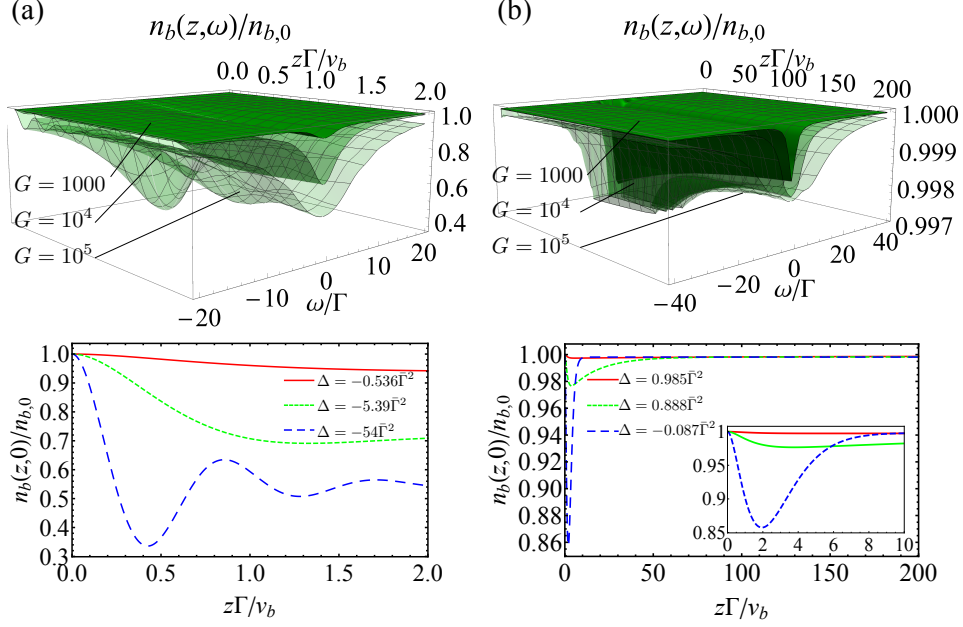 (a)
n_b(z,ω)/n_{b,0}
zΓ/v_b
0.0
0.5
1.0
1.5
2.0
1.0
0.8
0.6
0.4
G = 1000
G = 10^4
G = 10^5
−20
−10
0
10
20
ω/Γ
(b)
n_b(z,ω)/n_{b,0}
zΓ/v_b
0
50
100
150
200
1.000
0.999
0.998
0.997
G = 1000
G = 10^4
G = 10^5
−40
−20
0
20
40
ω/Γ
n_b(z,0)/n_{b,0}
1.0
0.9
0.8
0.7
0.6
0.5
0.4
0.3
Δ = −0.536Γ̄²
Δ = −5.39Γ̄²
Δ = −54Γ̄²
0.0 0.5 1.0 1.5 2.0
zΓ/v_b
n_b(z,0)/n_{b,0}
1.00
0.98
0.96
0.94
0.92
0.90
0.88
0.86
Δ = 0.985Γ̄²
Δ = 0.888Γ̄²
Δ = −0.087Γ̄²
1
0.95
0.9
0.85
0 2 4 6 8 10
0 50 100 150 200
zΓ/v_b